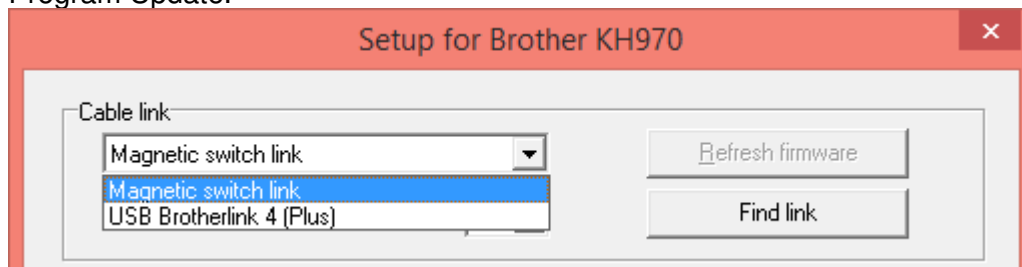 Program Update.
Setup for Brother KH970
Cable link
Magnetic switch link
Refresh firmware
Magnetic switch link
USB Brotherlink 4 (Plus)
Find link